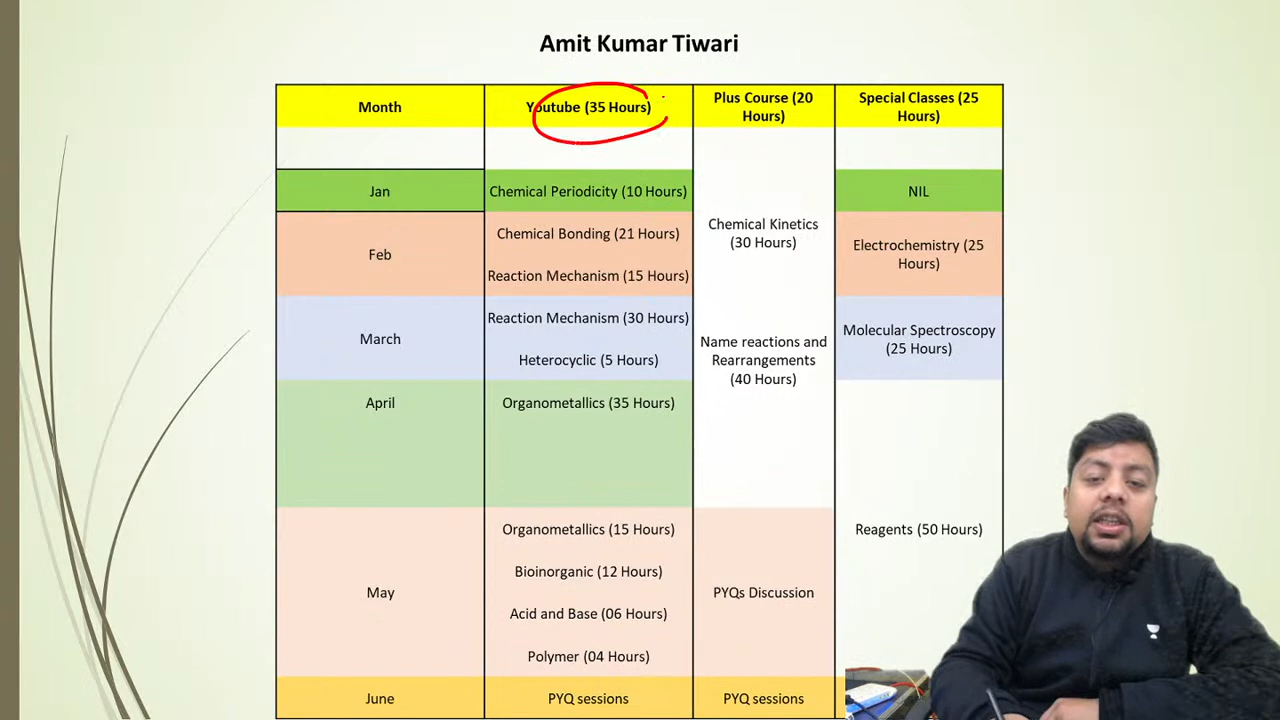 Amit Kumar Tiwari
Month
Youtube (35 Hours)
Plus Course (20
Hours)
Special Classes (25
Hours)
Jan
Chemical Periodicity (10 Hours)
NIL
Feb
Chemical Bonding (21 Hours)
Reaction Mechanism (15 Hours)
Chemical Kinetics
(30 Hours)
Electrochemistry (25
Hours)
March
Reaction Mechanism (30 Hours)
Heterocyclic (5 Hours)
Name reactions and
Rearrangements
(40 Hours)
Molecular Spectroscopy
(25 Hours)
April
Organometallics (35 Hours)
May
Organometallics (15 Hours)
Bioinorganic (12 Hours)
Acid and Base (06 Hours)
Polymer (04 Hours)
PYQs Discussion
Reagents (50 Hours)
June
PYQ sessions
PYQ sessions